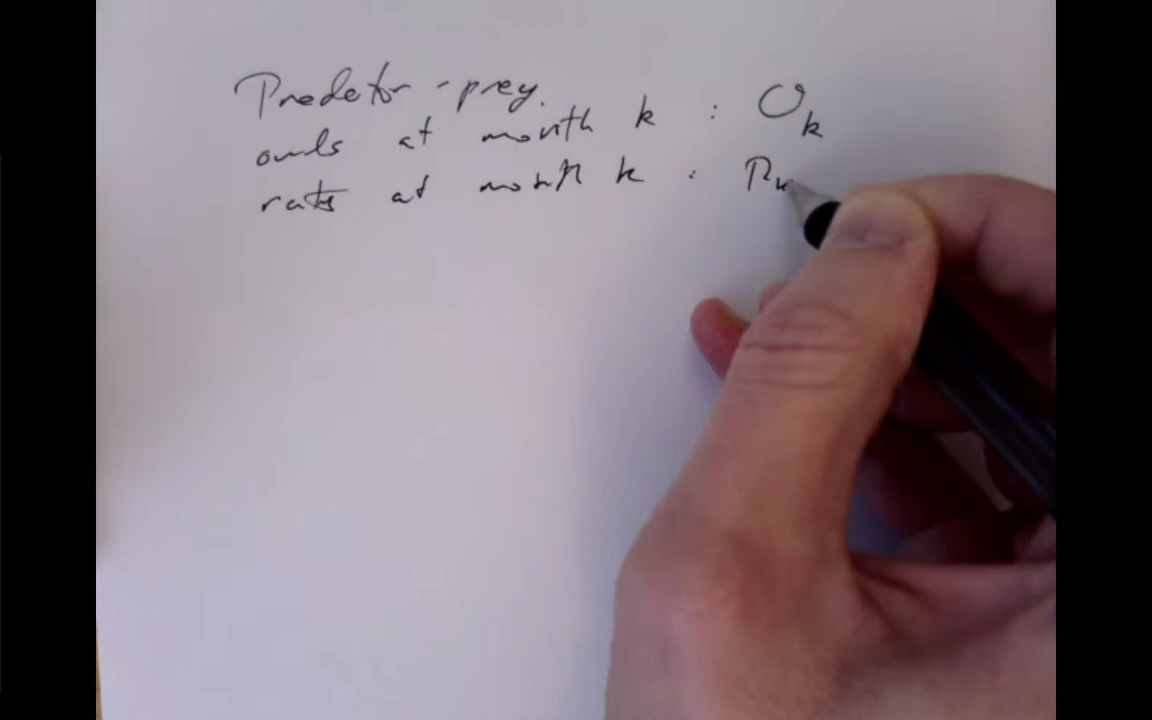 Predator-prey.
owls at month k : O_k
rats at month k : R_k